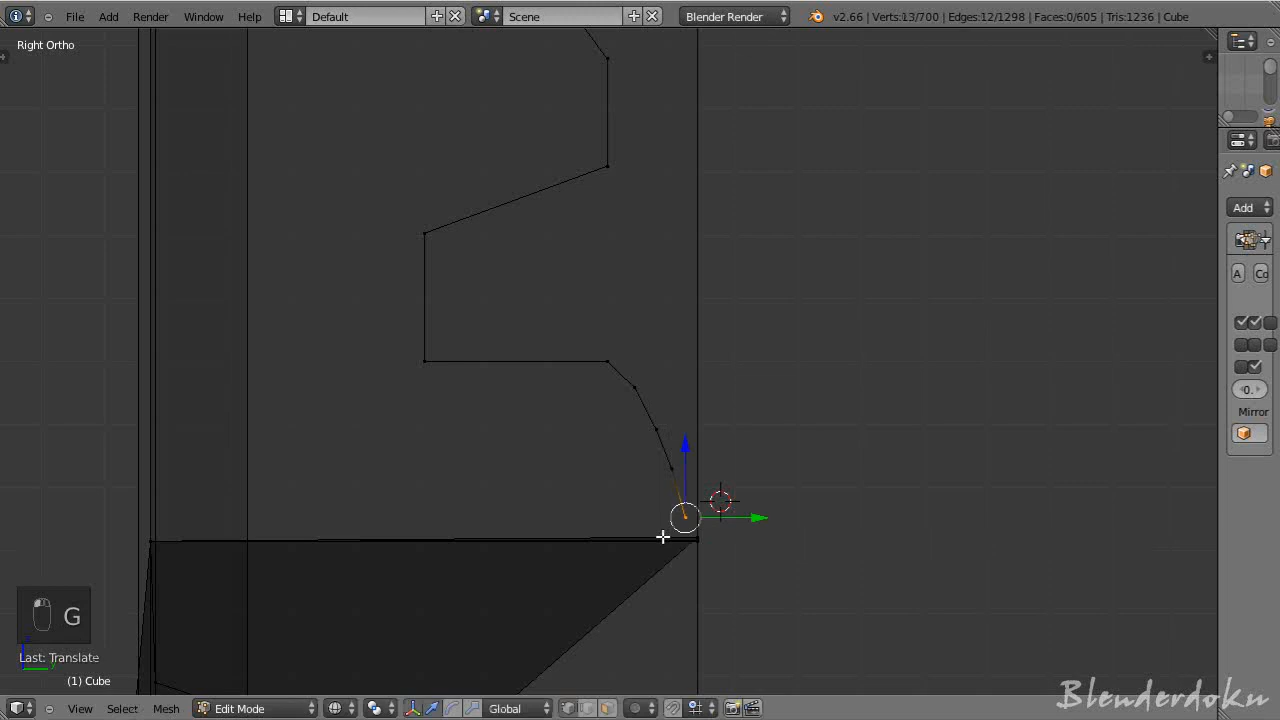 File Add Render Window Help Default Scene Blender Render v2.66 | Verts:13/700 | Edges:12/1298 | Faces:0/605 | Tris:1236 | Cube
Right Ortho
Add
A Co
0.
Mirror
G
Last: Translate
(1) Cube
View Select Mesh Edit Mode Global
Blenderdoku